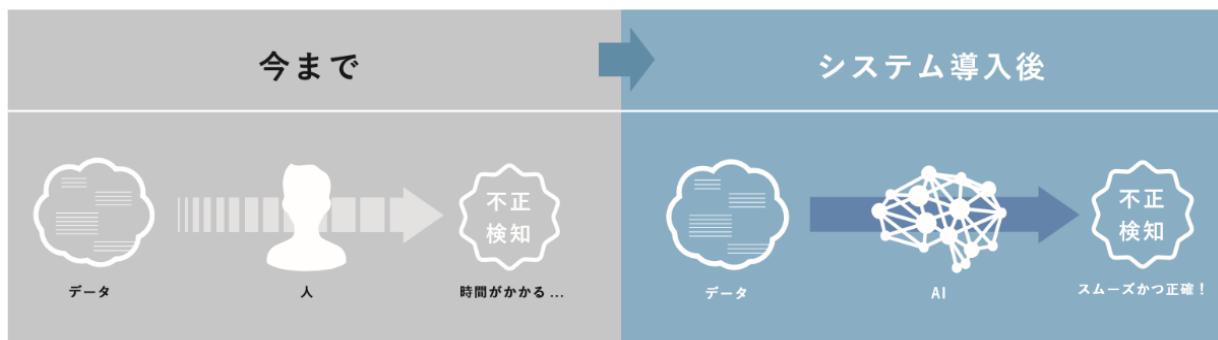 今まで
システム導入後
不正
検知
データ
人
時間がかかる...
不正
検知
データ
AI
スムーズかつ正確！